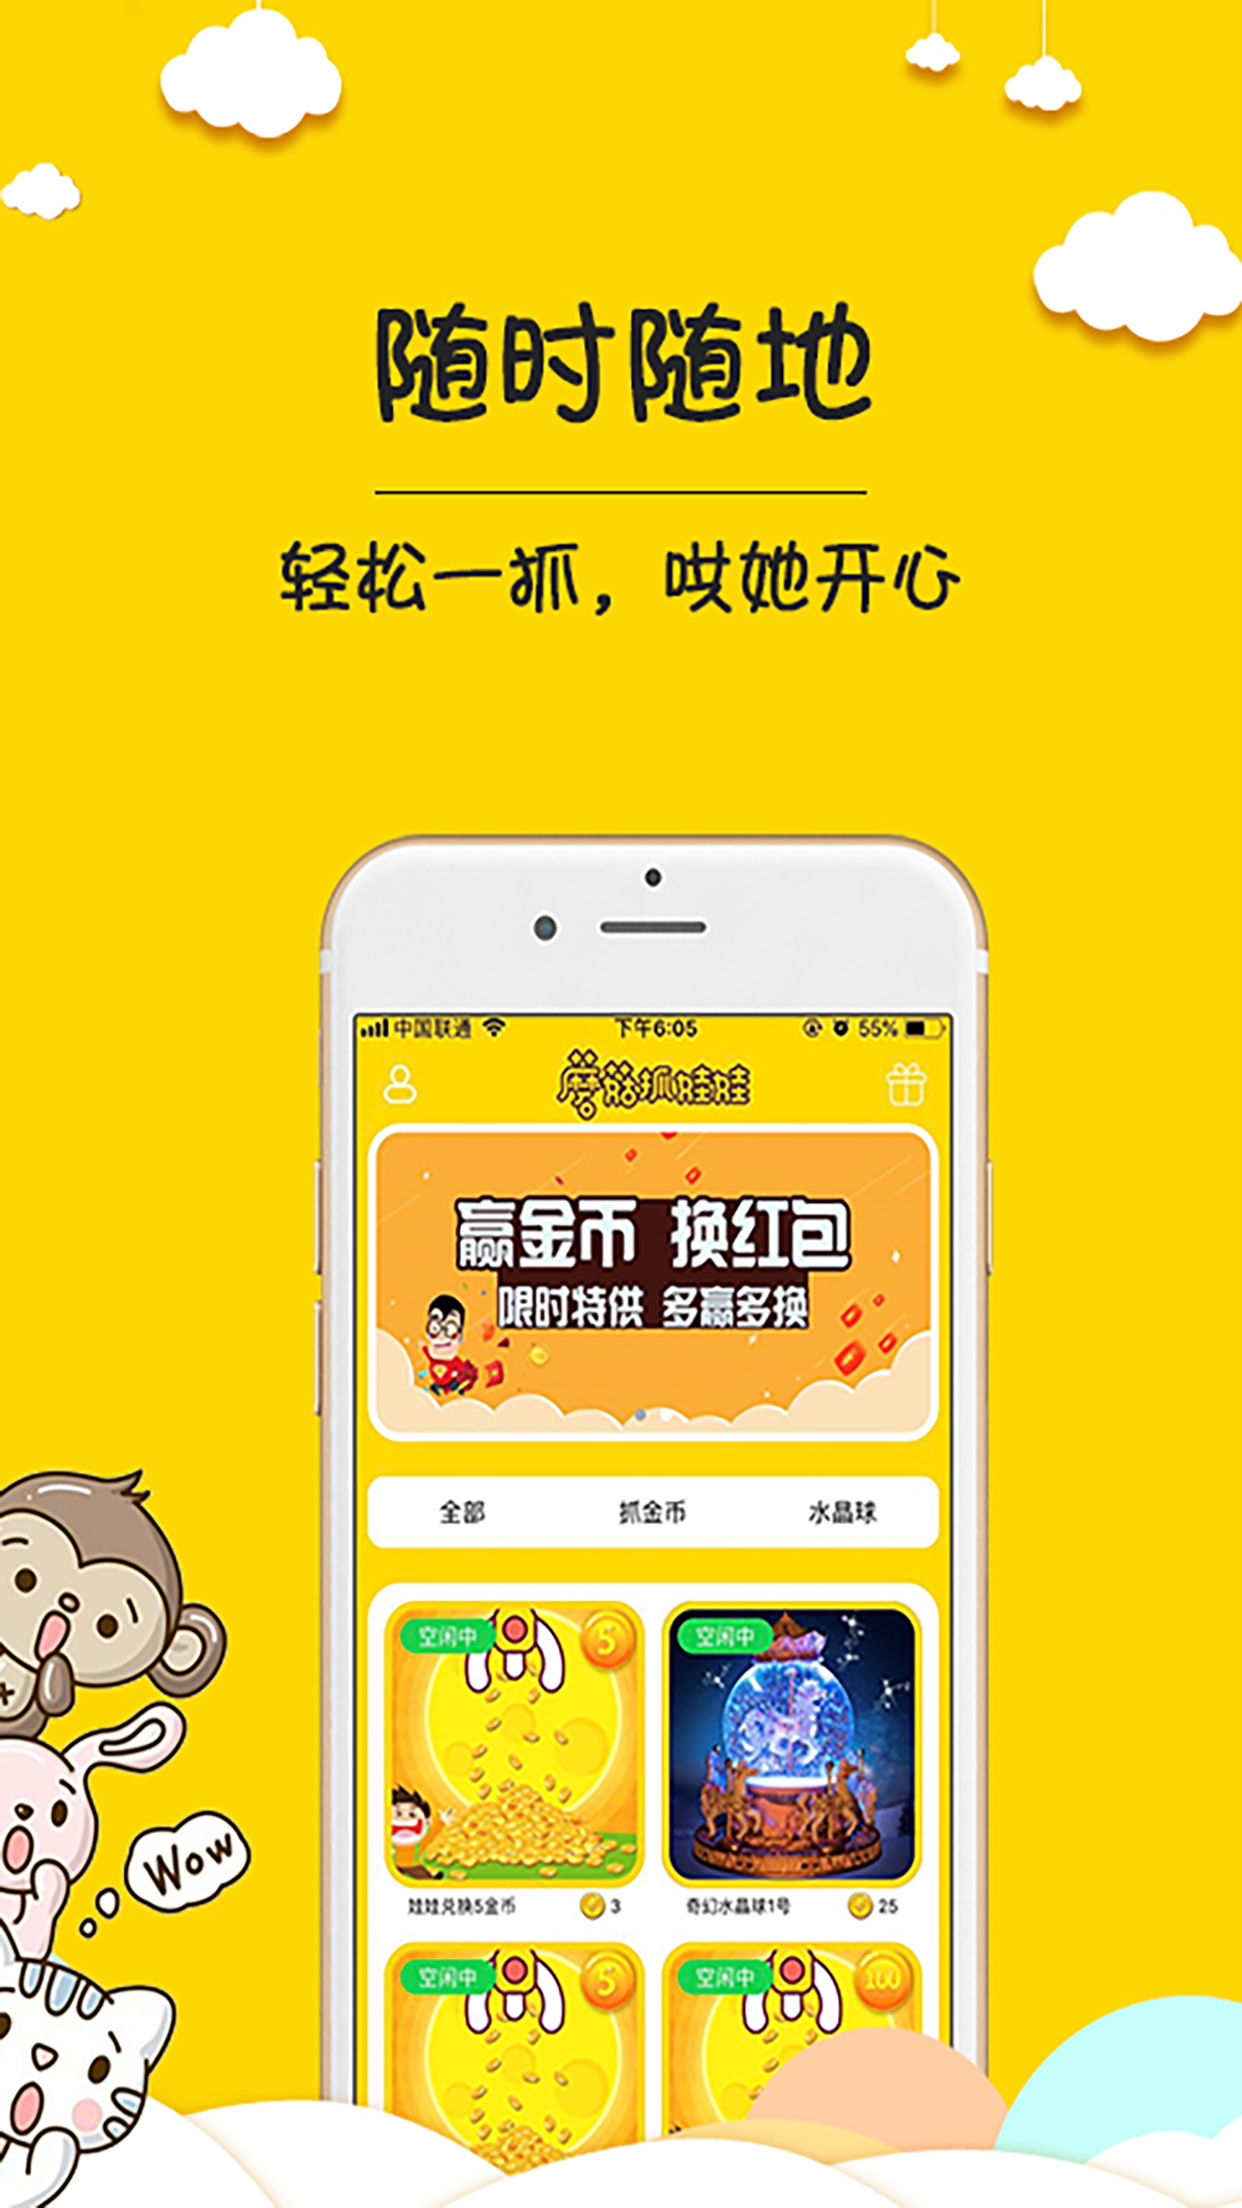 随时随地
轻松一抓，哎她开心
中国联通 下午6:05 55%
蘑菇抓娃娃
赢金币 换红包
限时特供 多赢多换
全部 抓金币 水晶球
空闲中 5 空闲中
娃娃兑换5金币 3 奇幻水晶球1号 25
空闲中 5 空闲中 100
Wow